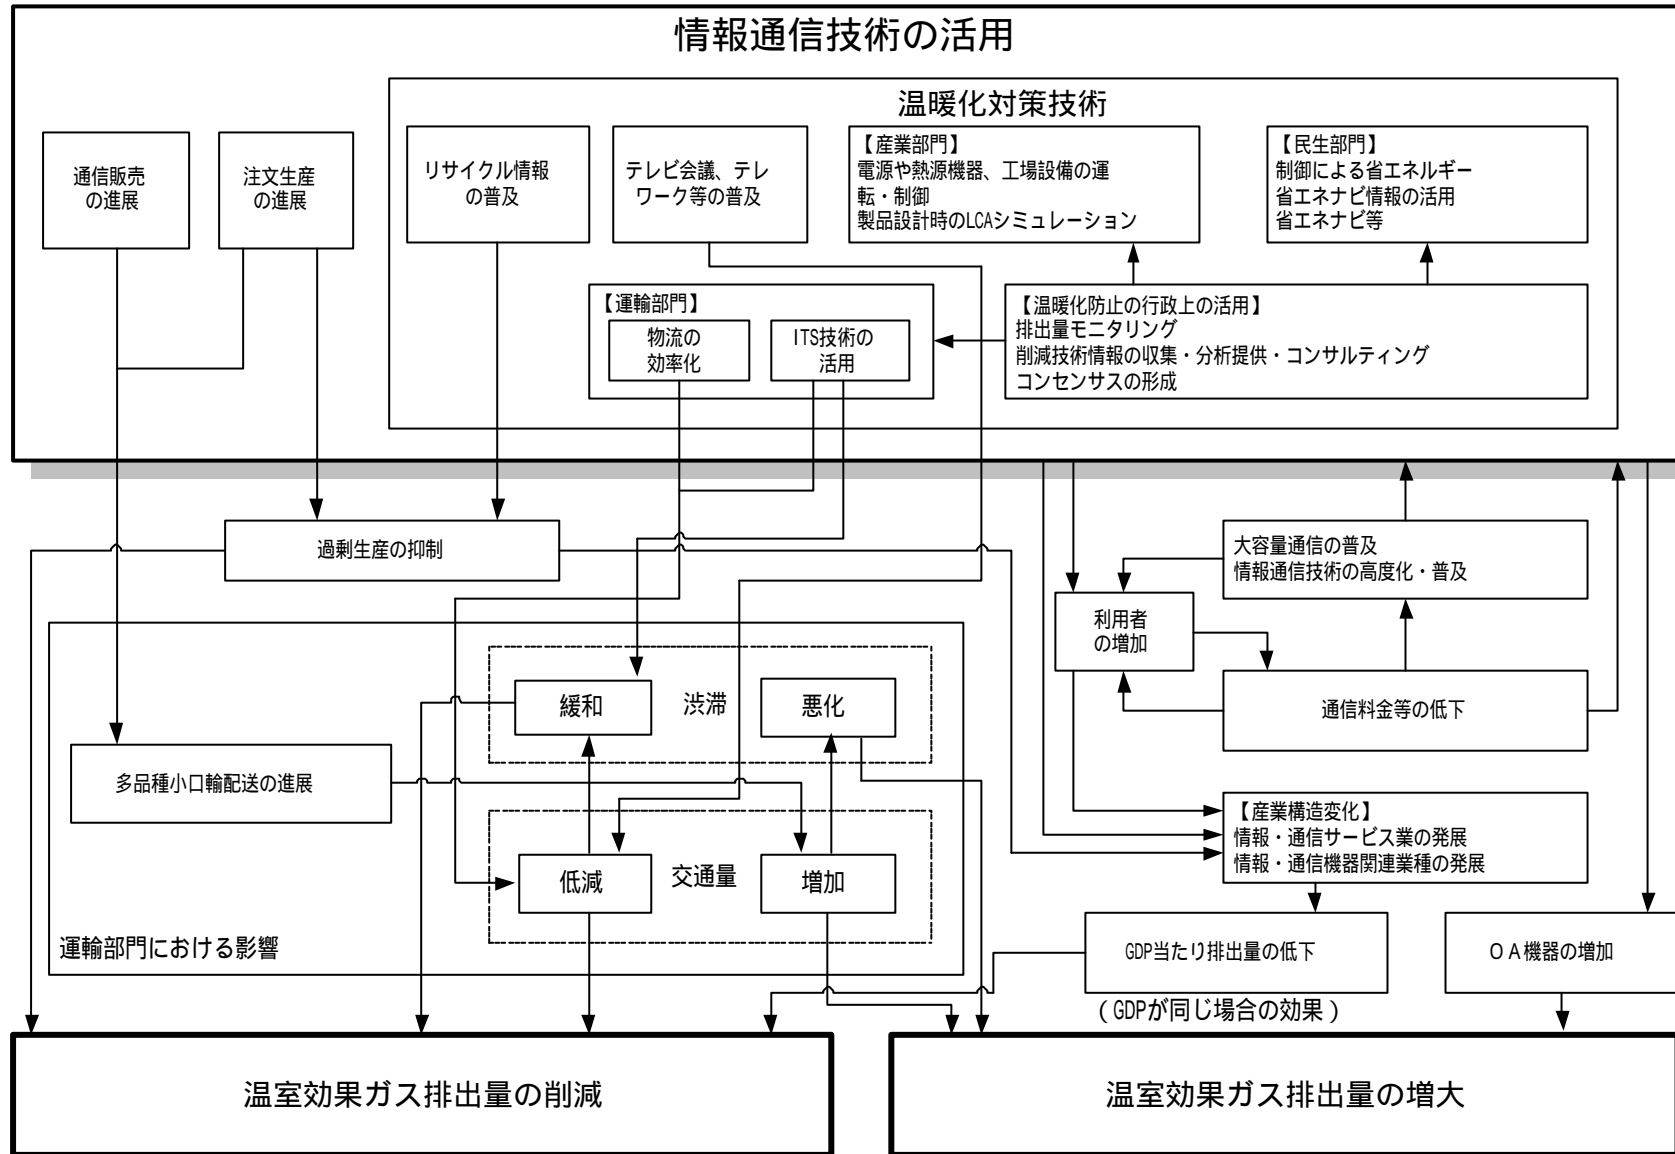 情報通信技術の活用
温暖化対策技術
通信販売
の進展
注文生産
の進展
リサイクル情報
の普及
テレビ会議、テレ
ワーク等の普及
【産業部門】
電源や熱源機器、工場設備の運
転・制御
製品設計時のLCAシミュレーション
【民生部門】
制御による省エネルギー
省エネナビ情報の活用
省エネナビ等
【運輸部門】
物流の
効率化
ITS技術の
活用
【温暖化防止の行政上の活用】
排出量モニタリング
削減技術情報の収集・分析提供・コンサルティング
コンセンサスの形成
過剰生産の抑制
大容量通信の普及
情報通信技術の高度化・普及
利用者
の増加
通信料金等の低下
緩和
渋滞
悪化
多品種小口輸配送の進展
【産業構造変化】
情報・通信サービス業の発展
情報・通信機器関連業種の発展
低減
交通量
増加
運輸部門における影響
GDP当たり排出量の低下
ＯＡ機器の増加
(GDPが同じ場合の効果)
温室効果ガス排出量の削減
温室効果ガス排出量の増大